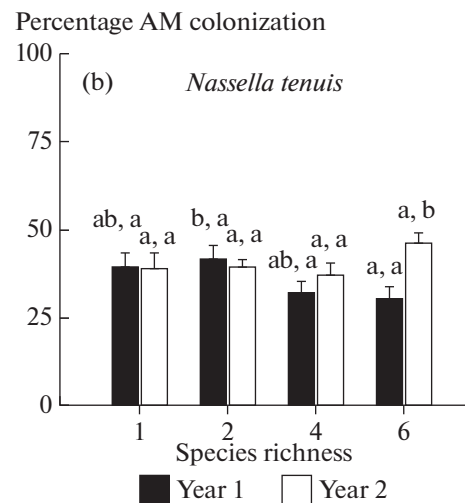 Percentage AM colonization
100
(b) Nassella tenuis
75
50
ab, a
a, a
b, a
a, a
ab, a
a, a
a, a
a, b
25
0
1 2 4 6
Species richness
Year 1 Year 2